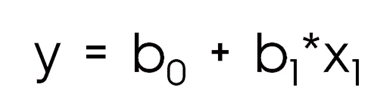 y = b₀ + b₁*x₁